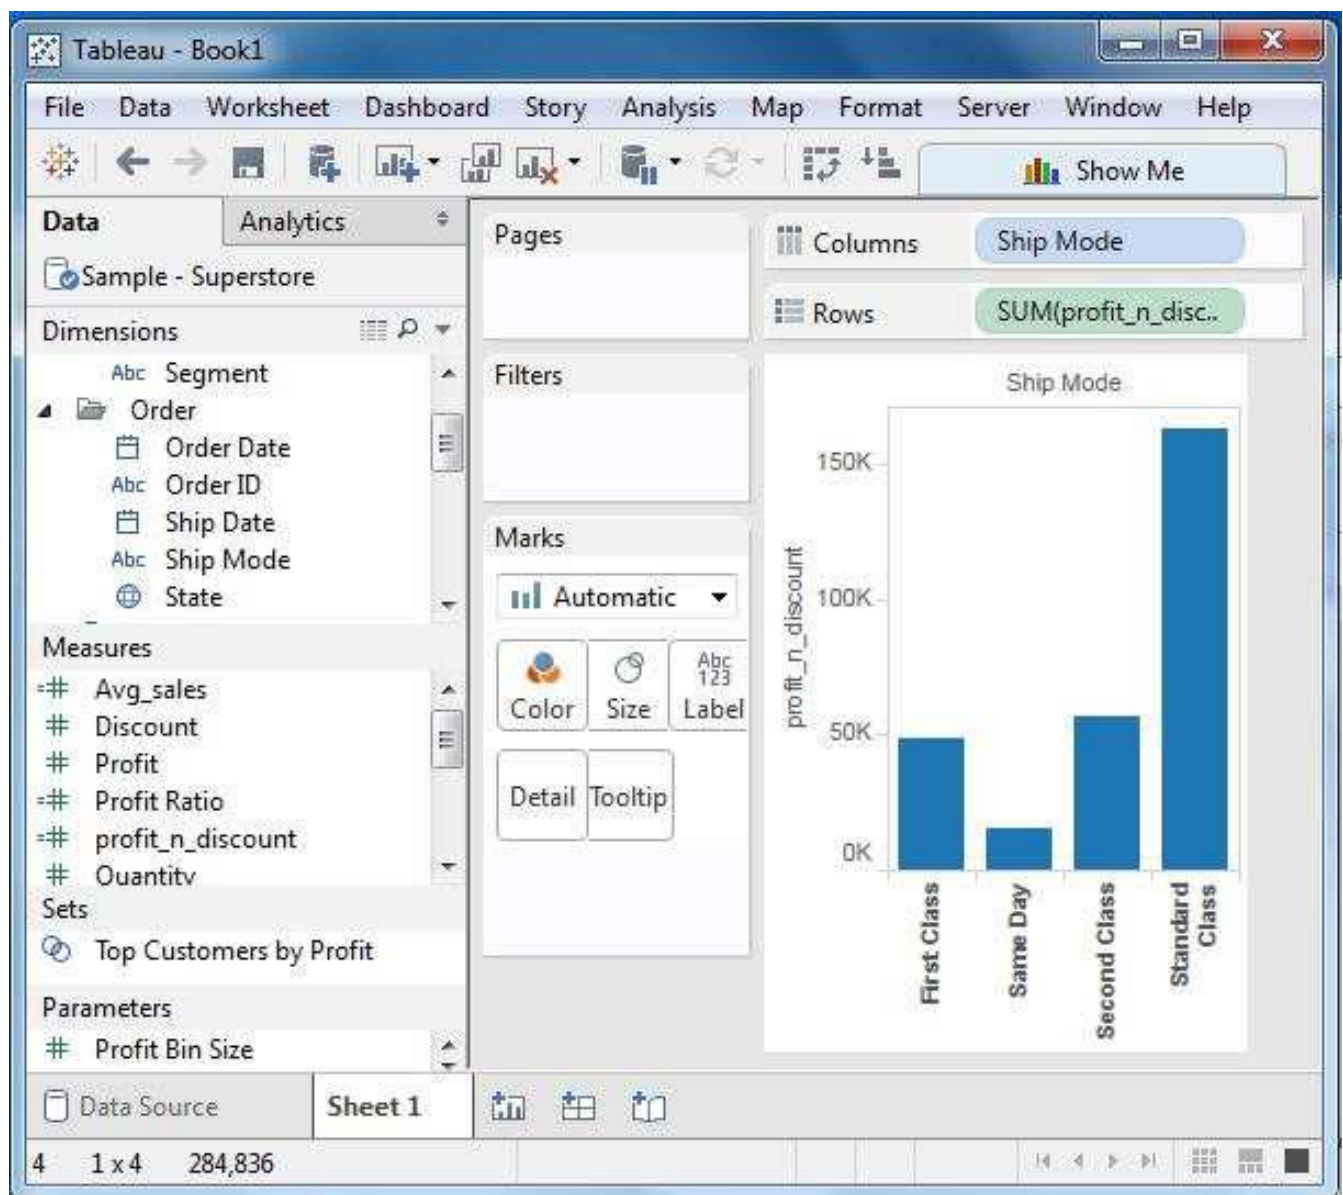 Tableau - Book1
File Data Worksheet Dashboard Story Analysis Map Format Server Window Help
Show Me
Data Analytics
Sample - Superstore
Dimensions
Abc Segment
Order
Order Date
Abc Order ID
Ship Date
Abc Ship Mode
State
Measures
=# Avg_sales
# Discount
# Profit
=# Profit Ratio
=# profit_n_discount
# Quantity
Sets
Top Customers by Profit
Parameters
# Profit Bin Size
Pages
Filters
Marks
Automatic
Abc
123
Color Size Label
Detail Tooltip
Columns Ship Mode
Rows SUM(profit_n_disc..
Ship Mode
profit_n_discount
150K
100K
50K
0K
First Class
Same Day
Second Class
Standard
Class
Data Source Sheet 1
4 1 x 4 284,836